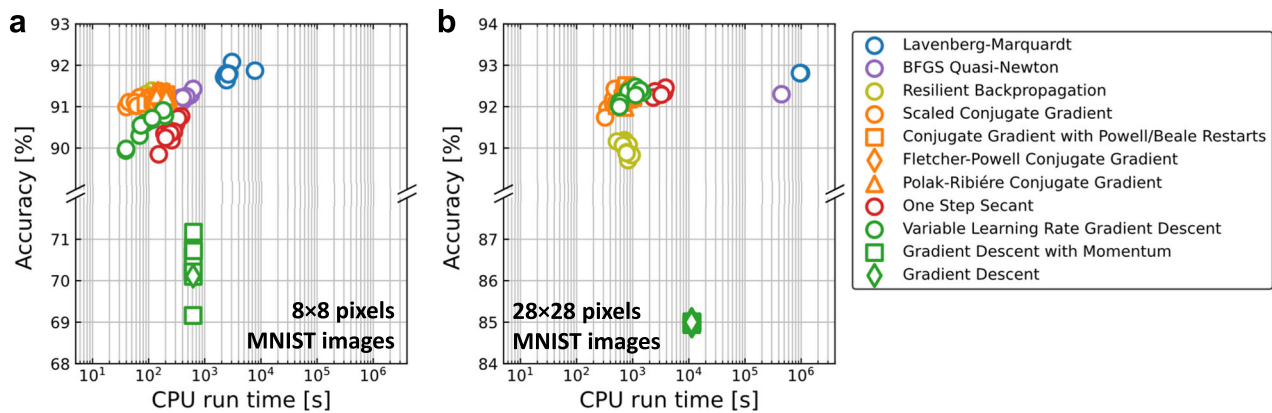 a
93
92
91
90
71
70
69
68
Accuracy [%]
10¹ 10² 10³ 10⁴ 10⁵ 10⁶
CPU run time [s]
8×8 pixels
MNIST images
b
94
93
92
91
87
86
85
84
Accuracy [%]
10¹ 10² 10³ 10⁴ 10⁵ 10⁶
CPU run time [s]
28×28 pixels
MNIST images
Lavenberg-Marquardt
BFGS Quasi-Newton
Resilient Backpropagation
Scaled Conjugate Gradient
Conjugate Gradient with Powell/Beale Restarts
Fletcher-Powell Conjugate Gradient
Polak-Ribiére Conjugate Gradient
One Step Secant
Variable Learning Rate Gradient Descent
Gradient Descent with Momentum
Gradient Descent